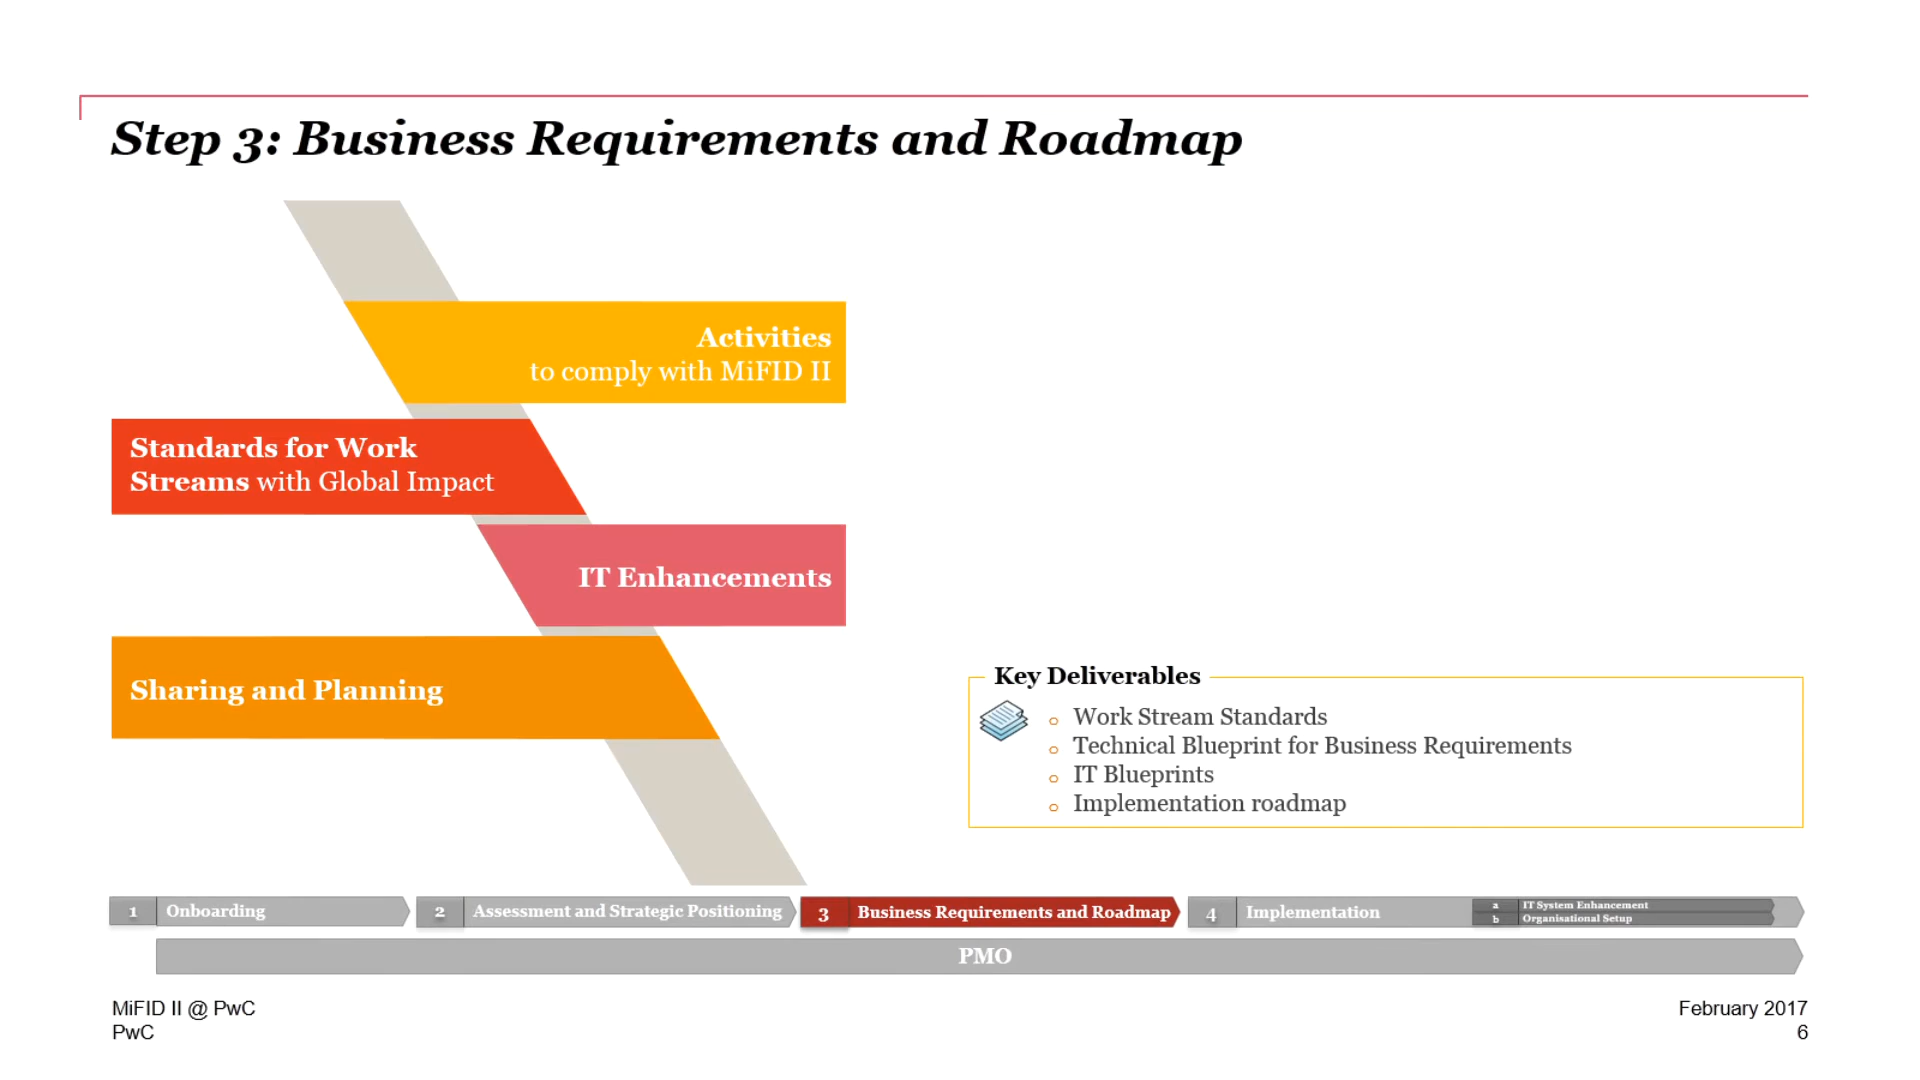 Step 3: Business Requirements and Roadmap
Activities
to comply with MiFID II
Standards for Work
Streams with Global Impact
IT Enhancements
Sharing and Planning
Key Deliverables
o Work Stream Standards
o Technical Blueprint for Business Requirements
o IT Blueprints
o Implementation roadmap
1 Onboarding
2 Assessment and Strategic Positioning
3 Business Requirements and Roadmap
4 Implementation
a IT System Enhancement
b Organisational Setup
PMO
MiFID II @ PwC
PwC
February 2017
6